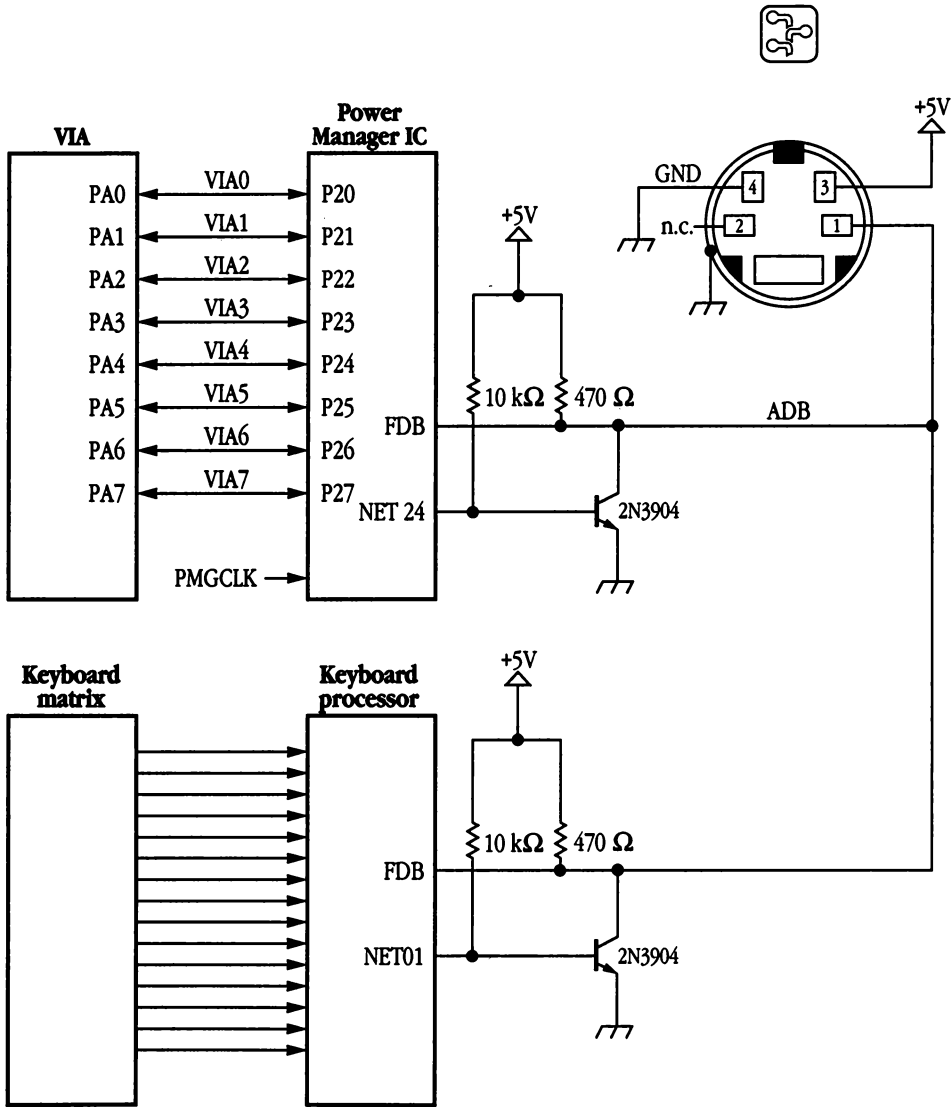 VIA
Power
Manager IC
PA0
VIA0
P20
PA1
VIA1
P21
PA2
VIA2
P22
PA3
VIA3
P23
PA4
VIA4
P24
PA5
VIA5
P25
PA6
VIA6
P26
PA7
VIA7
P27
FDB
NET 24
PMGCLK
+5V
10 kΩ
470 Ω
ADB
2N3904
+5V
GND
4
3
n.c.
2
1
Keyboard
matrix
Keyboard
processor
+5V
10 kΩ
470 Ω
FDB
NET01
2N3904